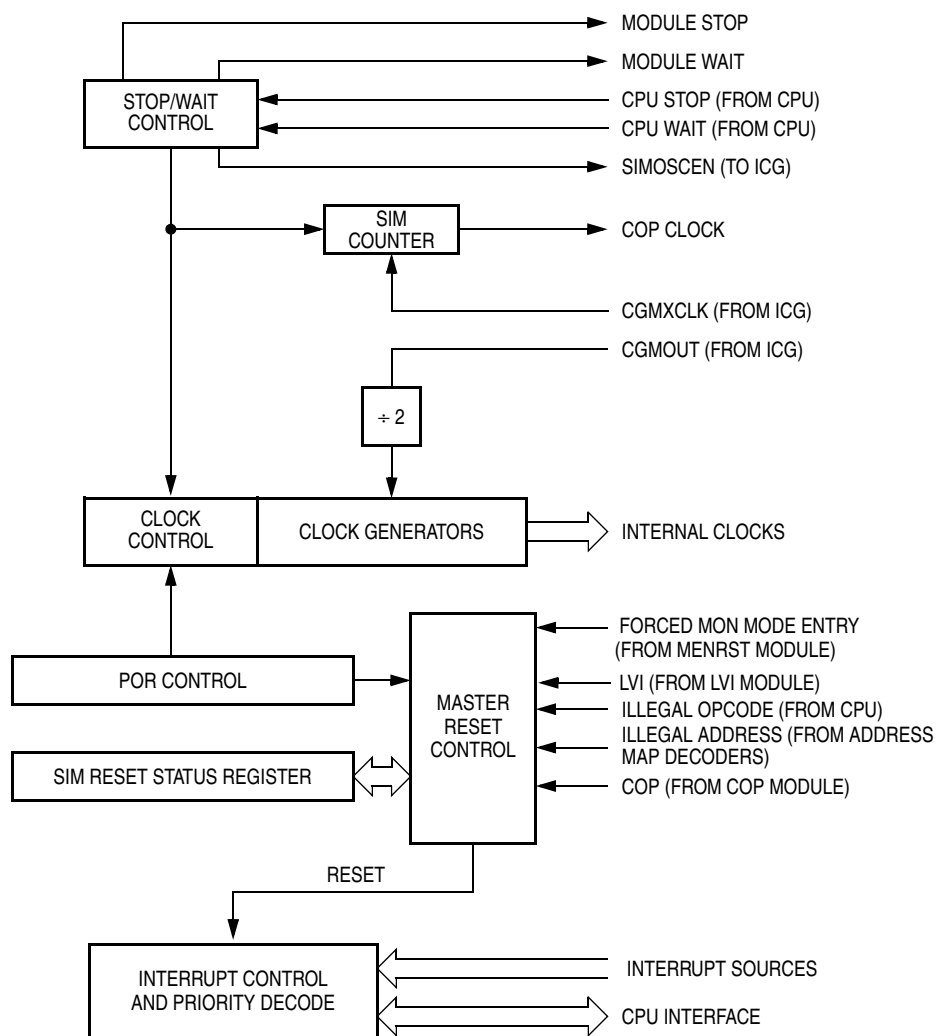 MODULE STOP
MODULE WAIT
STOP/WAIT
CONTROL
CPU STOP (FROM CPU)
CPU WAIT (FROM CPU)
SIMOSCEN (TO ICG)
SIM
COUNTER
COP CLOCK
CGMXCLK (FROM ICG)
CGMOUT (FROM ICG)
÷ 2
CLOCK
CONTROL
CLOCK GENERATORS
INTERNAL CLOCKS
FORCED MON MODE ENTRY
(FROM MENRST MODULE)
POR CONTROL
LVI (FROM LVI MODULE)
MASTER
RESET
CONTROL
ILLEGAL OPCODE (FROM CPU)
ILLEGAL ADDRESS (FROM ADDRESS
MAP DECODERS)
SIM RESET STATUS REGISTER
COP (FROM COP MODULE)
RESET
INTERRUPT CONTROL
AND PRIORITY DECODE
INTERRUPT SOURCES
CPU INTERFACE